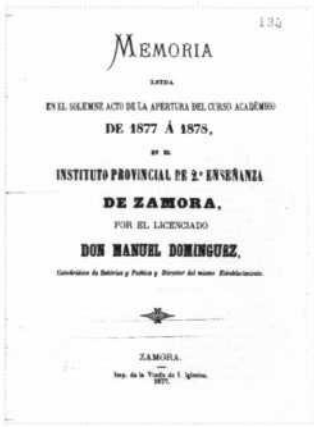 134
MEMORIA
LEIDA
EN EL SOLEMNE ACTO DE LA APERTURA DEL CURSO ACADÉMICO
DE 1877 Á 1878,
EN EL
INSTITUTO PROVINCIAL DE 2.ª ENSEÑANZA
DE ZAMORA,
POR EL LICENCIADO
DON MANUEL DOMINGUEZ,
Catedrático de Retórica y Poética y Director del mismo Establecimiento.
ZAMORA.
Imp. de la Viuda de I. Iglesias.
1877.